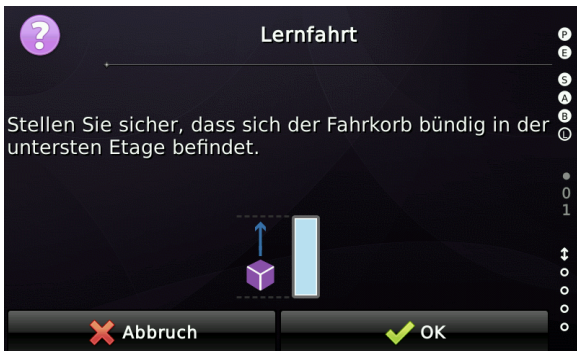 ?
Lernfahrt
Stellen Sie sicher, dass sich der Fahrkorb bündig in der
untersten Etage befindet.
Abbruch
OK
P
E
S
A
B
L
0
1